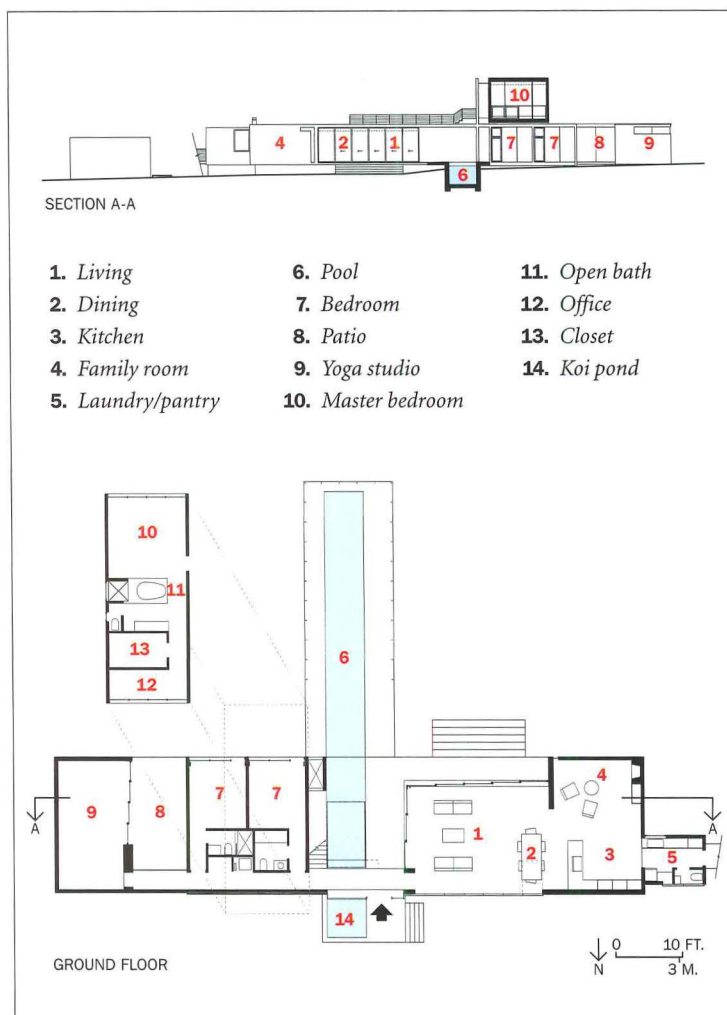 10
4 2 1 7 7 8 9
6
SECTION A-A
1. Living
2. Dining
3. Kitchen
4. Family room
5. Laundry/pantry
6. Pool
7. Bedroom
8. Patio
9. Yoga studio
10. Master bedroom
11. Open bath
12. Office
13. Closet
14. Koi pond
10
11
13
12
6
4
7 7
9 8
A A
1 2 3 5
14
GROUND FLOOR
N
0 10 FT.
3 M.